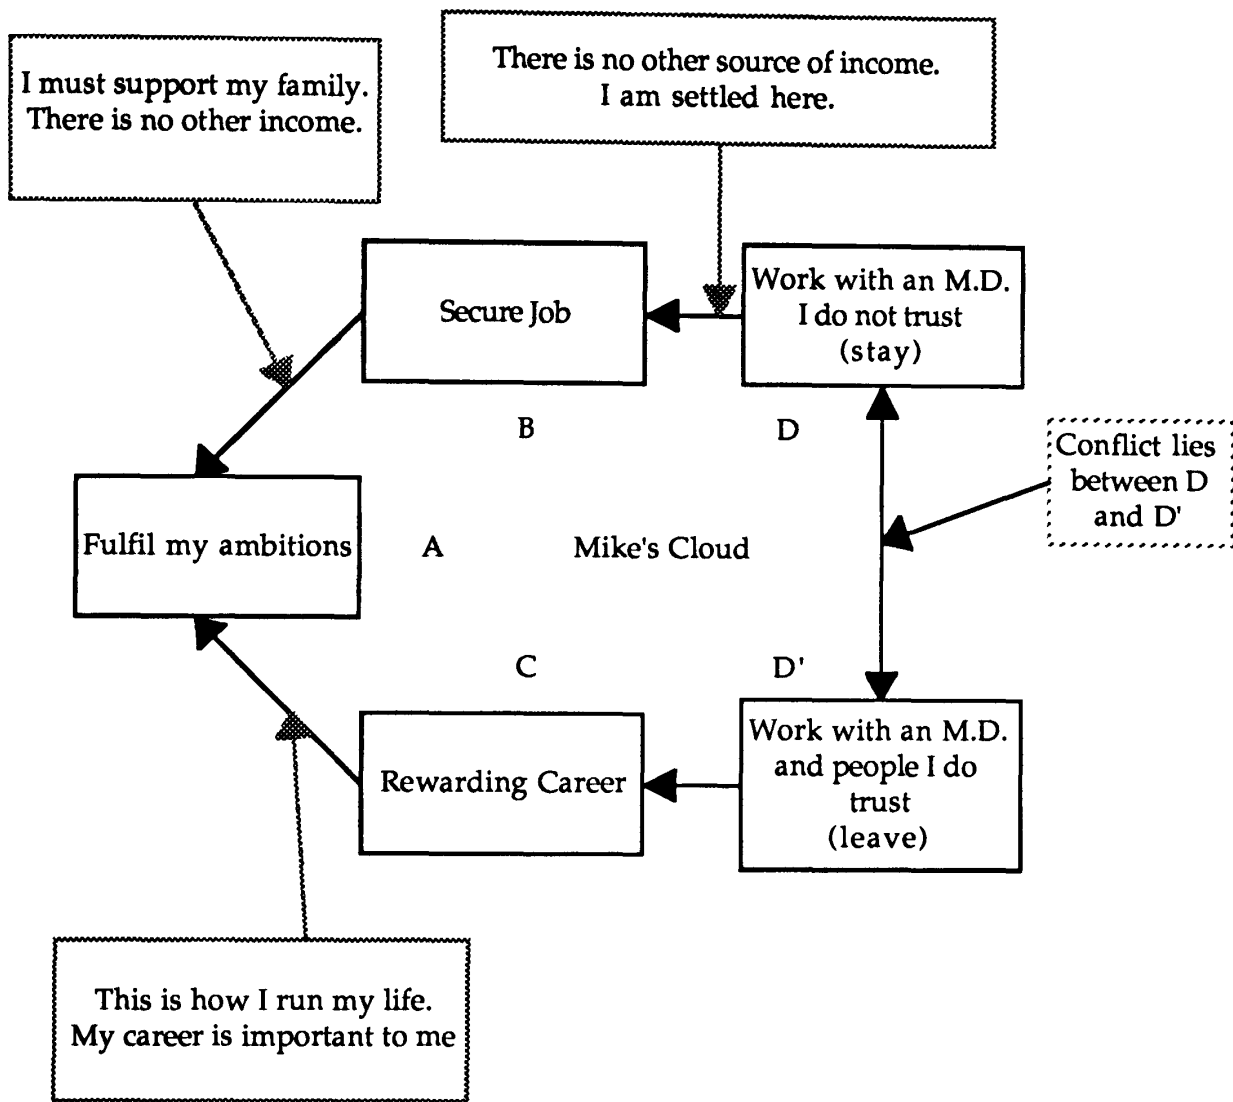 I must support my family.
There is no other income.
There is no other source of income.
I am settled here.
Secure Job
Work with an M.D.
I do not trust
(stay)
B
D
Conflict lies
between D
and D'
Fulfil my ambitions
A
Mike's Cloud
C
D'
Rewarding Career
Work with an M.D.
and people I do
trust
(leave)
This is how I run my life.
My career is important to me